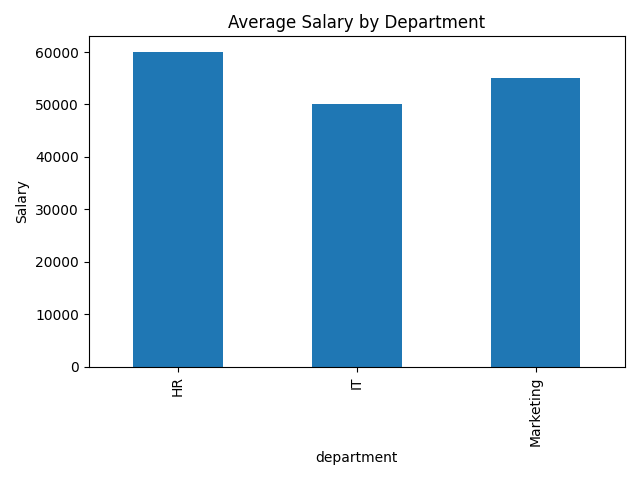 Average Salary by Department
Salary
60000
50000
40000
30000
20000
10000
0
HR
IT
Marketing
department